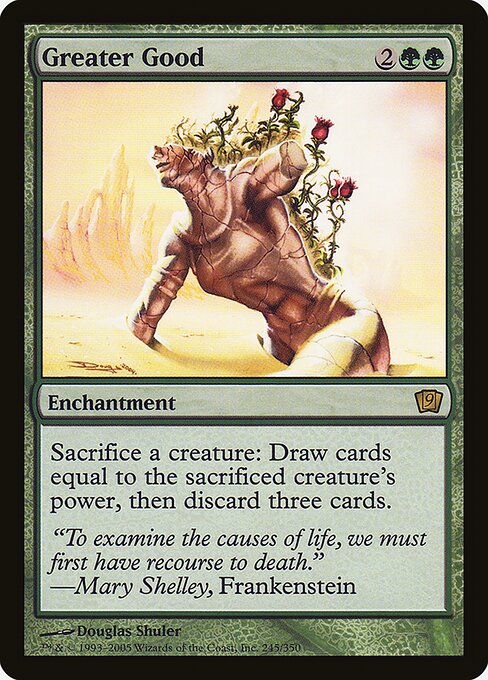 Greater Good 2
Enchantment 9
Sacrifice a creature: Draw cards
equal to the sacrificed creature's
power, then discard three cards.
“To examine the causes of life, we must
first have recourse to death.”
—Mary Shelley, Frankenstein
Douglas Shuler
™ & © 1993–2005 Wizards of the Coast, Inc. 245/350